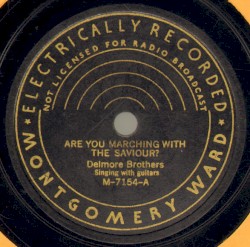 ELECTRICALLY RECORDED
NOT LICENSED FOR RADIO BROADCAST
ARE YOU MARCHING WITH
THE SAVIOUR?
Delmore Brothers
Singing with guitars
M-7154-A
MONTGOMERY WARD